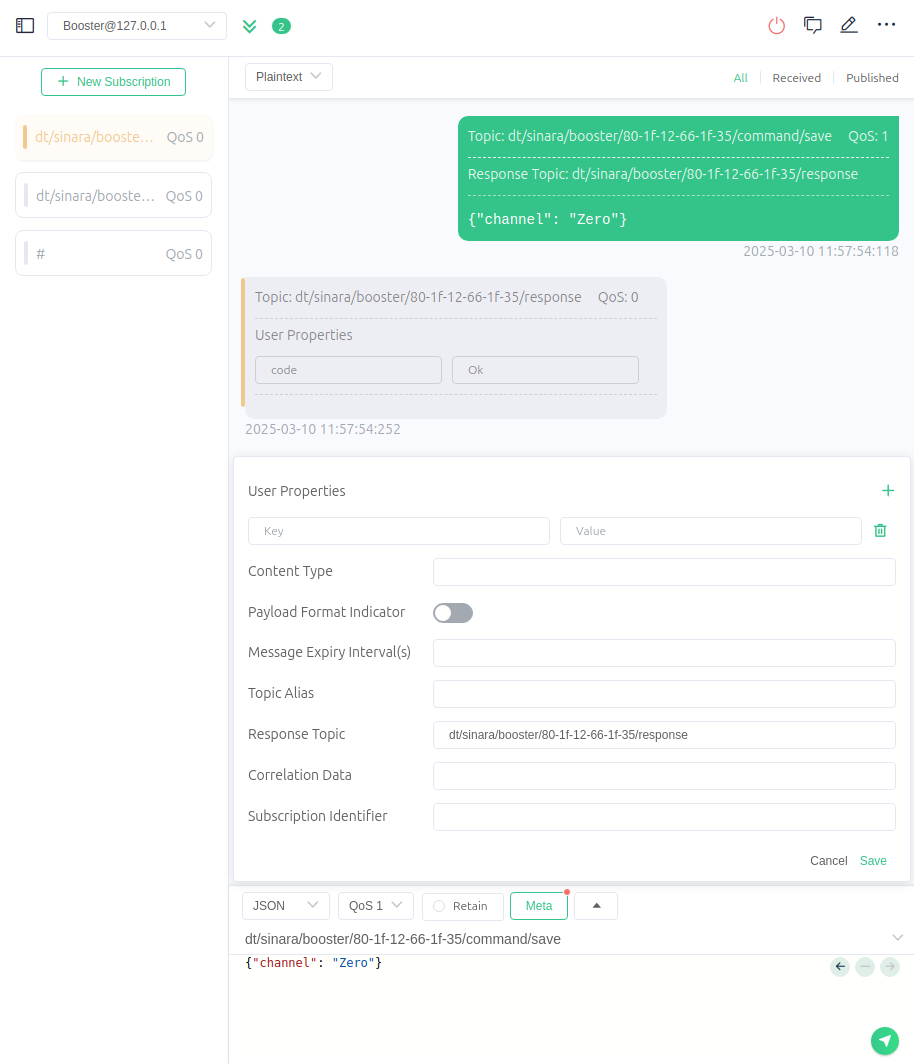 Booster@127.0.0.1
2
New Subscription
dt/sinara/booste... QoS 0
dt/sinara/booste... QoS 0
# QoS 0
Plaintext
All Received Published
Topic: dt/sinara/booster/80-1f-12-66-1f-35/command/save QoS: 1
Response Topic: dt/sinara/booster/80-1f-12-66-1f-35/response
{"channel": "Zero"}
2025-03-10 11:57:54:118
Topic: dt/sinara/booster/80-1f-12-66-1f-35/response QoS: 0
User Properties
code Ok
2025-03-10 11:57:54:252
User Properties
Key Value
Content Type
Payload Format Indicator
Message Expiry Interval(s)
Topic Alias
Response Topic dt/sinara/booster/80-1f-12-66-1f-35/response
Correlation Data
Subscription Identifier
Cancel Save
JSON QoS 1 Retain Meta
dt/sinara/booster/80-1f-12-66-1f-35/command/save
{"channel": "Zero"}